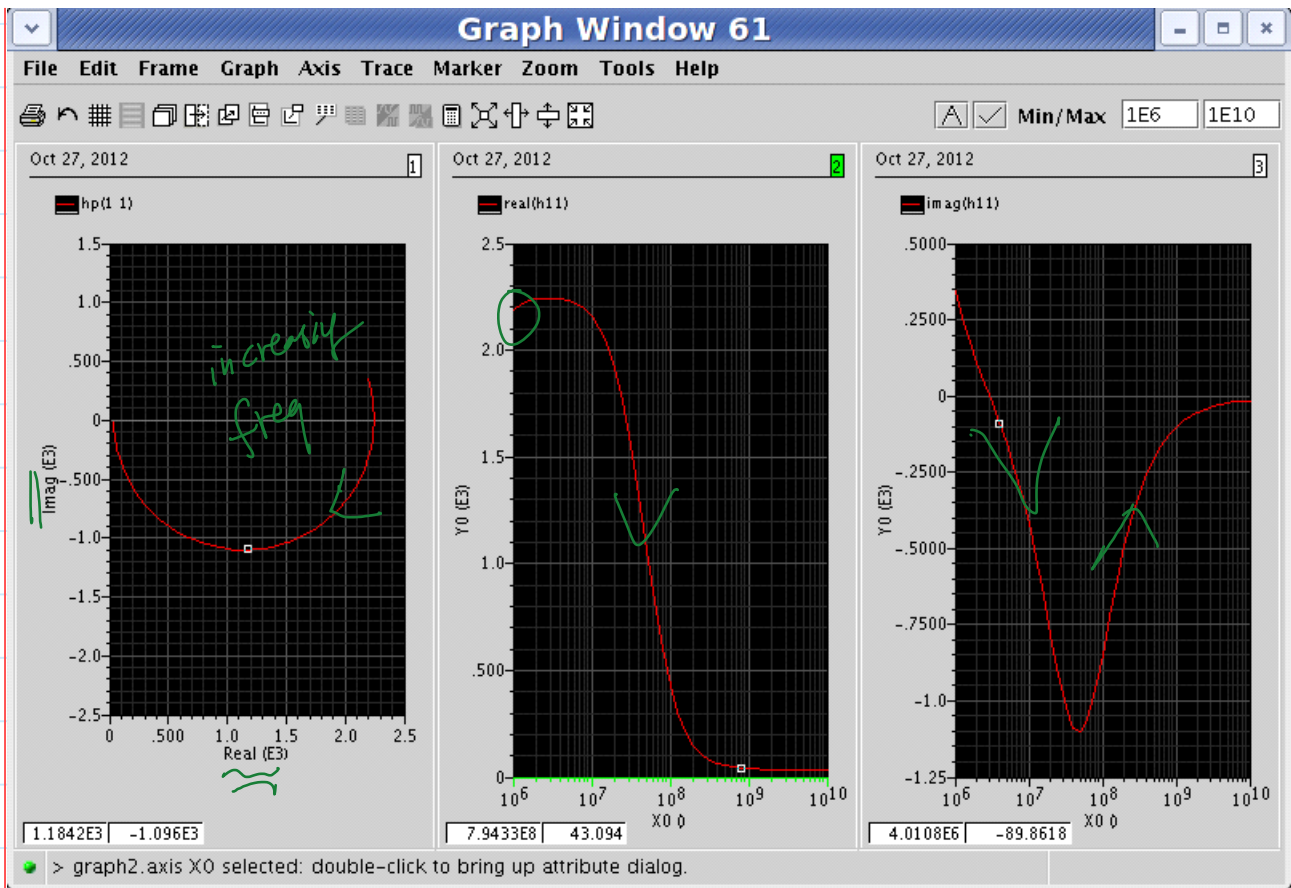 Graph Window 61
File Edit Frame Graph Axis Trace Marker Zoom Tools Help
Min/Max 1E6 1E10
Oct 27, 2012
1
hp(1 1)
1.5
1.0
.500
0
-.500
-1.0
-1.5
-2.0
-2.5
Imag (E3)
0 .500 1.0 1.5 2.0 2.5
Real (E3)
increasing
freq
1.1842E3 -1.096E3
Oct 27, 2012
2
real(h11)
2.5
2.0
1.5
1.0
.500
0
Y0 (E3)
10^6 10^7 10^8 10^9 10^10
X0 ()
7.9433E8 43.094
Oct 27, 2012
3
imag(h11)
.5000
.2500
0
-.2500
-.5000
-.7500
-1.0
-1.25
Y0 (E3)
10^6 10^7 10^8 10^9 10^10
X0 ()
4.0108E6 -89.8618
> graph2.axis X0 selected: double-click to bring up attribute dialog.